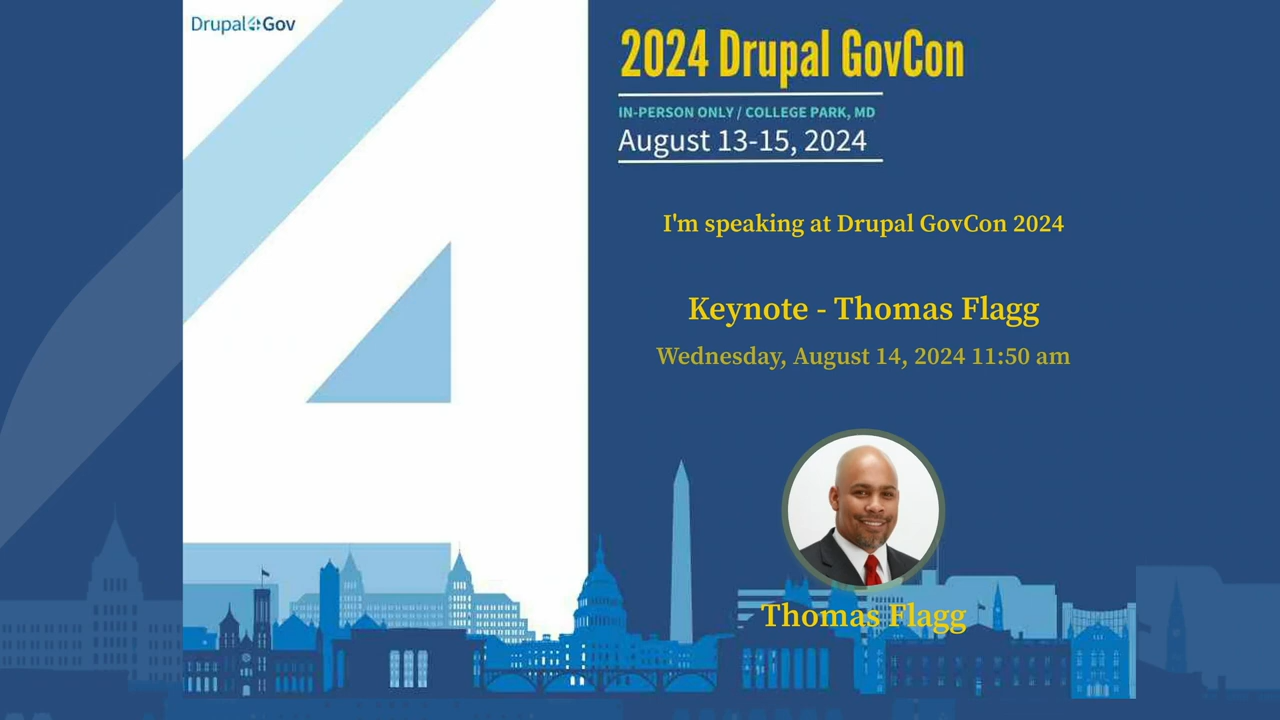 Drupal4Gov
2024 Drupal GovCon
IN-PERSON ONLY / COLLEGE PARK, MD
August 13-15, 2024
I'm speaking at Drupal GovCon 2024
Keynote - Thomas Flagg
Wednesday, August 14, 2024 11:50 am
Thomas Flagg